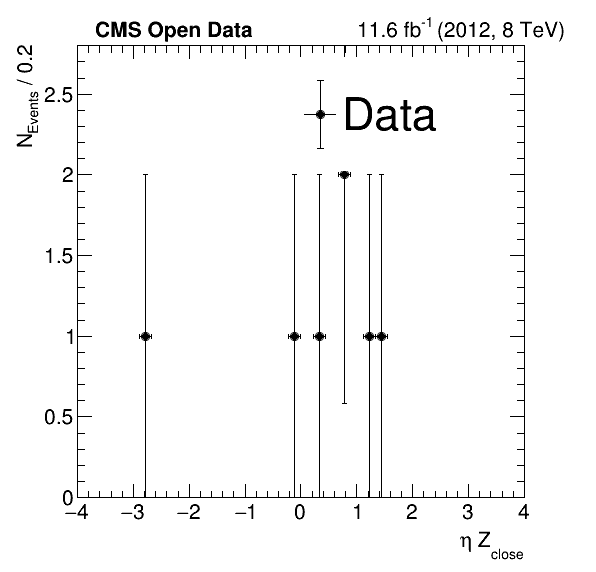 CMS Open Data 11.6 fb⁻¹ (2012, 8 TeV)
N_Events / 0.2
Data
2.5
2
1.5
1
0.5
0
−4 −3 −2 −1 0 1 2 3 4
η Z_close